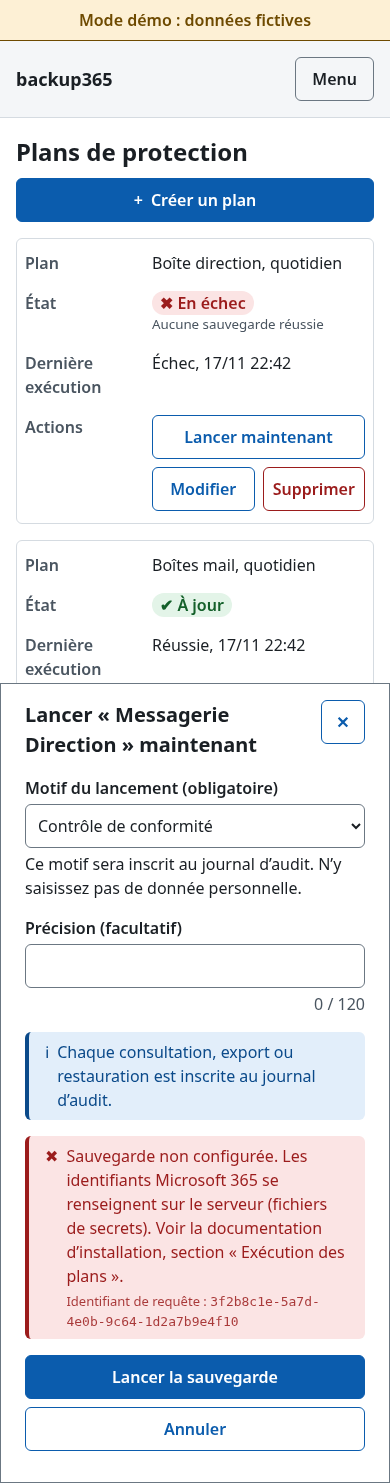 Mode démo : données fictives
backup365
Menu
Plans de protection
+ Créer un plan
Plan
Boîte direction, quotidien
État
✖ En échec
Aucune sauvegarde réussie
Dernière
exécution
Échec, 17/11 22:42
Actions
Lancer maintenant
Modifier
Supprimer
Plan
Boîtes mail, quotidien
État
✔ À jour
Dernière
exécution
Réussie, 17/11 22:42
Lancer « Messagerie
Direction » maintenant
✕
Motif du lancement (obligatoire)
Contrôle de conformité
Ce motif sera inscrit au journal d’audit. N’y
saisissez pas de donnée personnelle.
Précision (facultatif)
0 / 120
i Chaque consultation, export ou
restauration est inscrite au journal
d’audit.
✖ Sauvegarde non configurée. Les
identifiants Microsoft 365 se
renseignent sur le serveur (fichiers
de secrets). Voir la documentation
d’installation, section « Exécution des
plans ».
Identifiant de requête : 3f2b8c1e-5a7d-
4e0b-9c64-1d2a7b9e4f10
Lancer la sauvegarde
Annuler